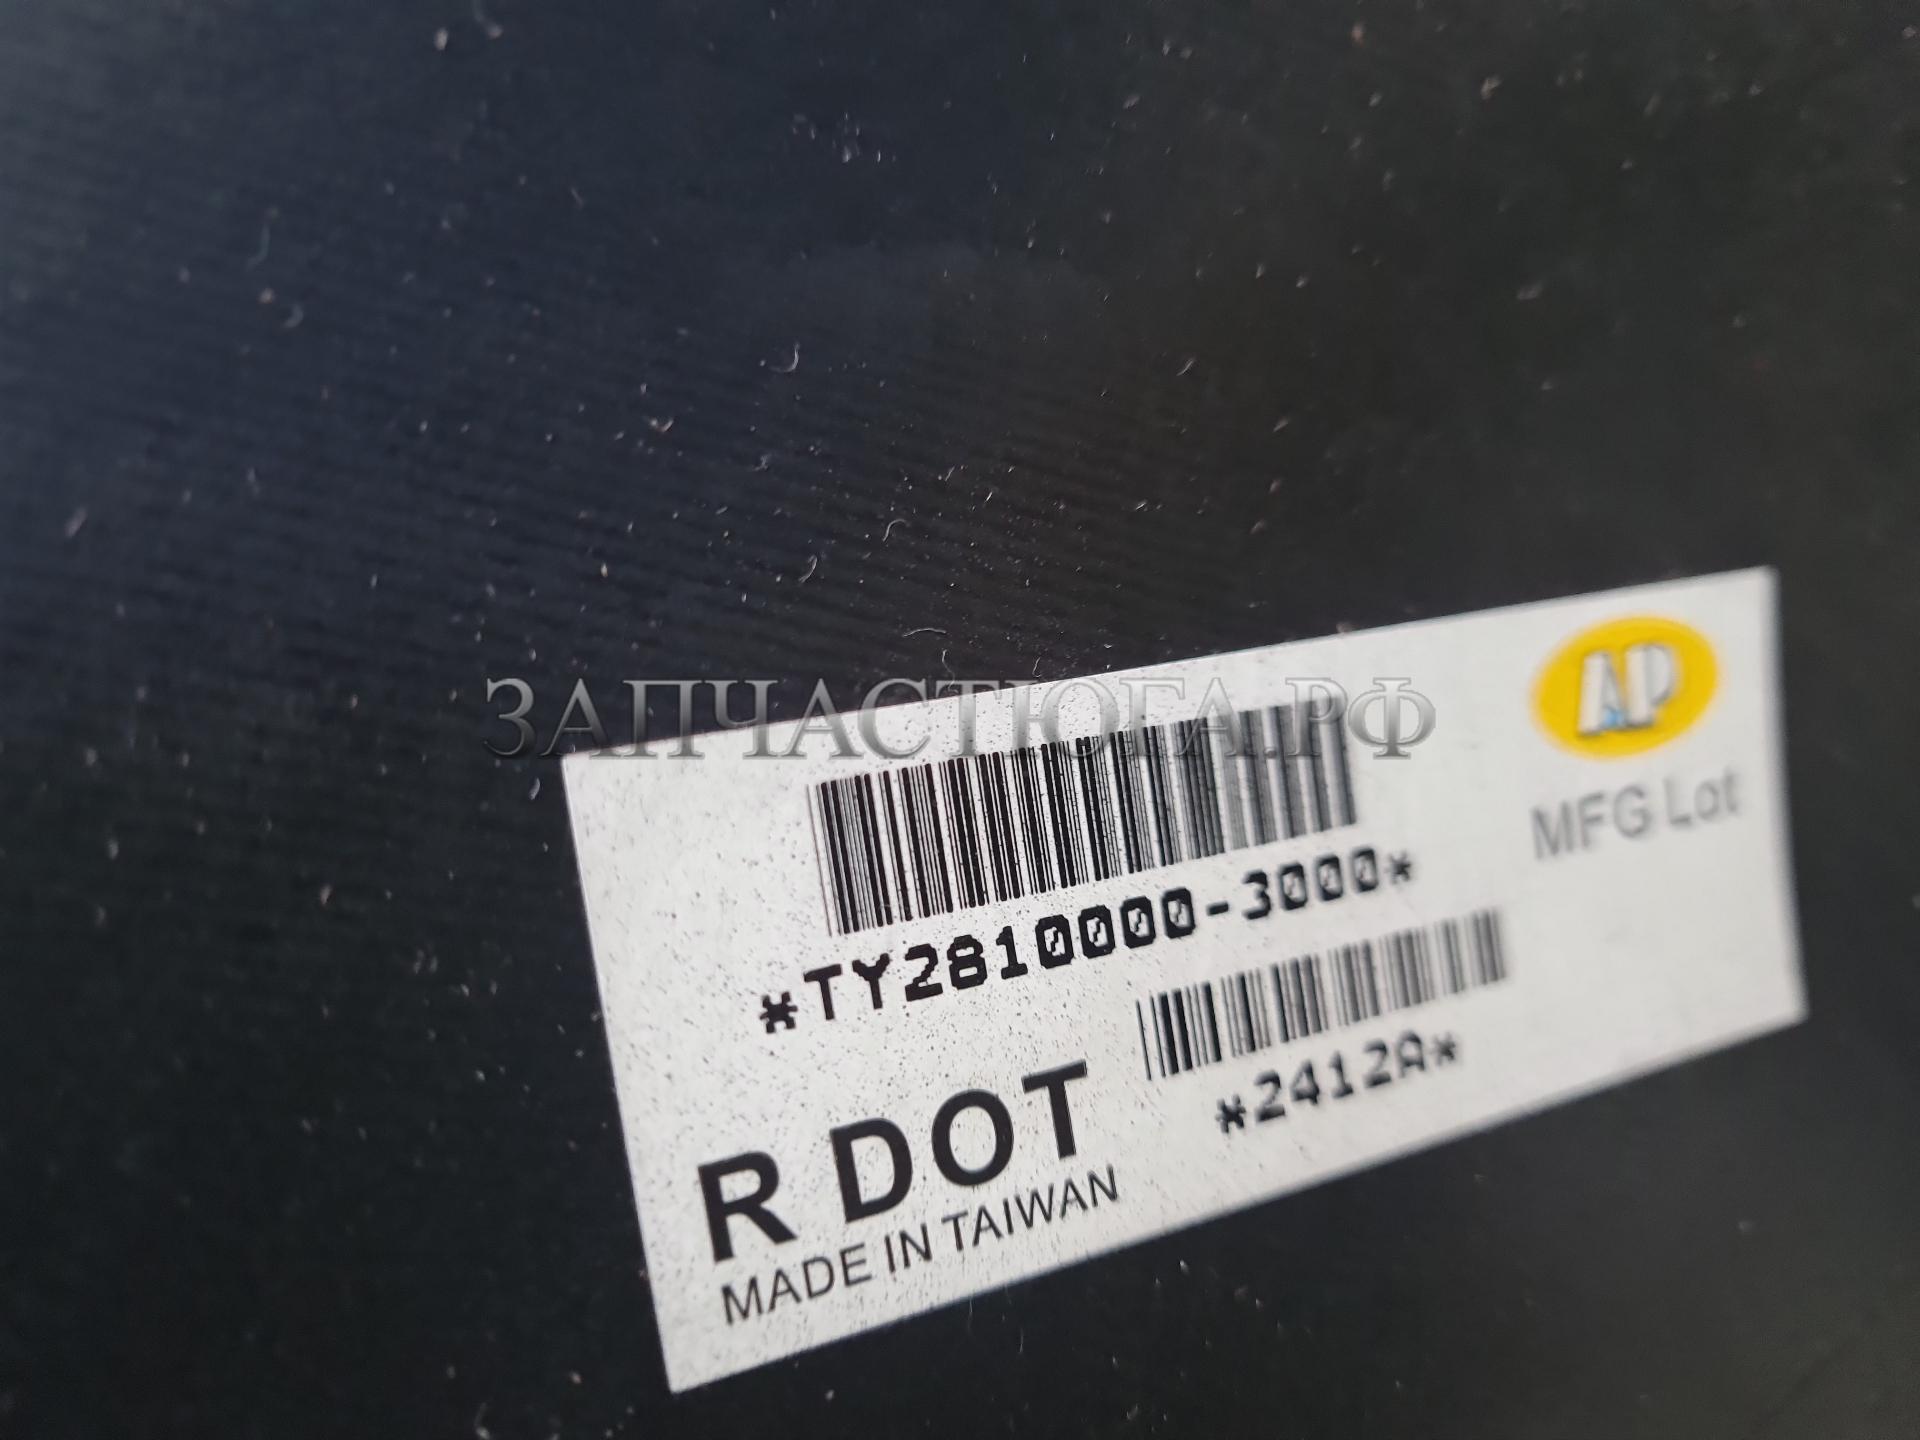 ЗАПЧАСТЮГА.РФ
AP
MFG Lot
*TY2810000-3000*
*2412A*
R DOT
MADE IN TAIWAN